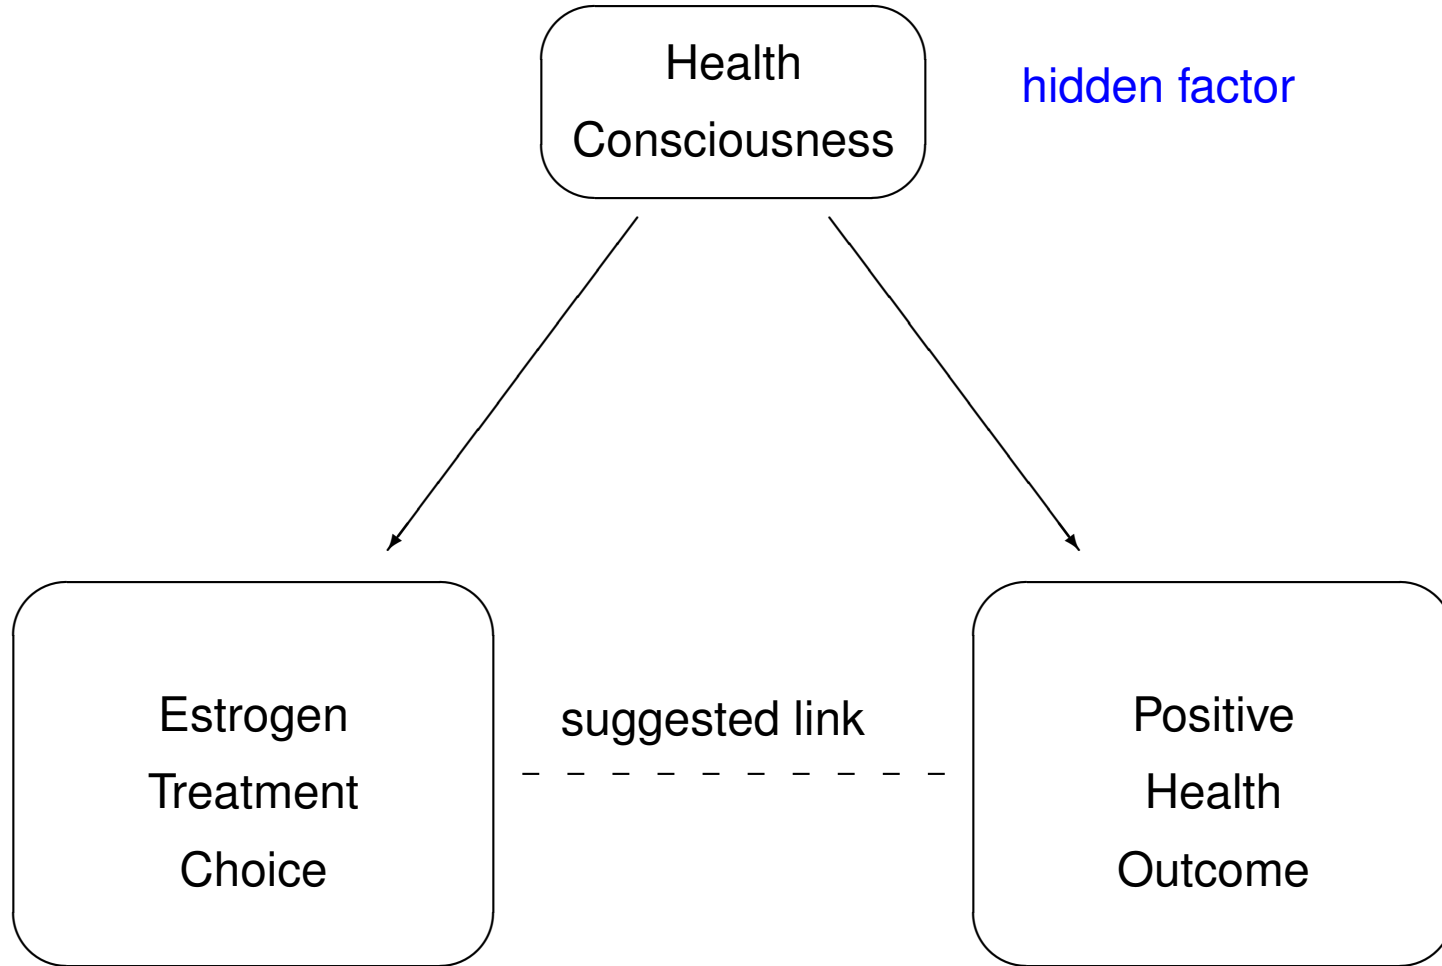 Health
Consciousness
hidden factor
Estrogen
Treatment
Choice
suggested link
Positive
Health
Outcome